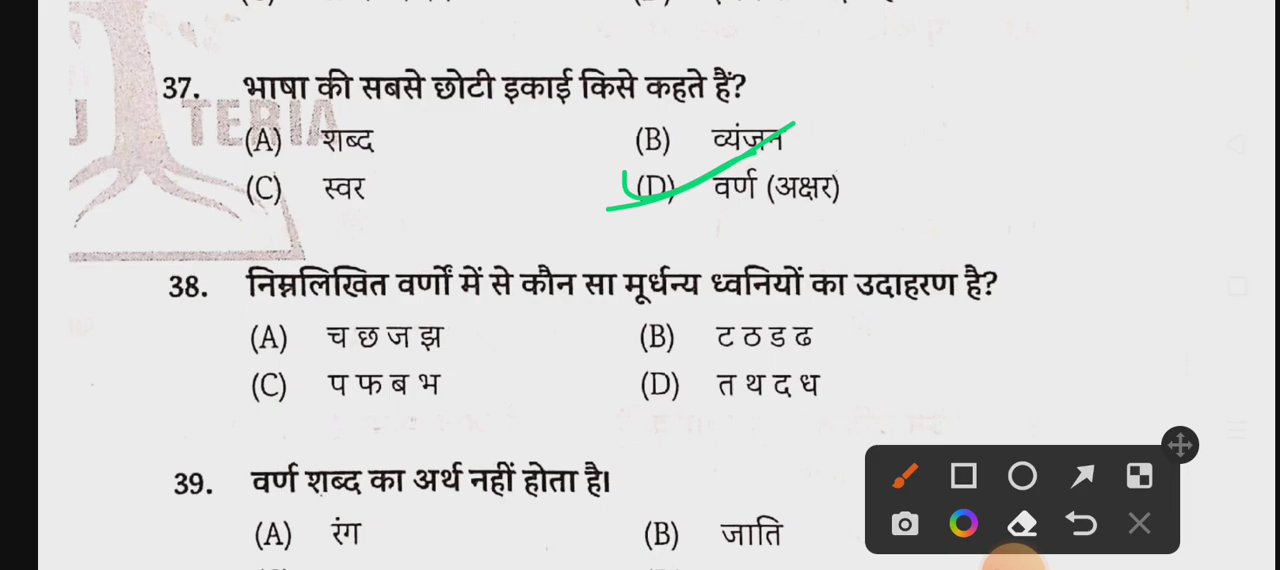 37. भाषा की सबसे छोटी इकाई किसे कहते हैं?
(A) शब्द (B) व्यंजन
(C) स्वर (D) वर्ण (अक्षर)
38. निम्नलिखित वर्णों में से कौन सा मूर्धन्य ध्वनियों का उदाहरण है?
(A) च छ ज झ (B) ट ठ ड ढ
(C) प फ ब भ (D) त थ द ध
39. वर्ण शब्द का अर्थ नहीं होता है।
(A) रंग (B) जाति